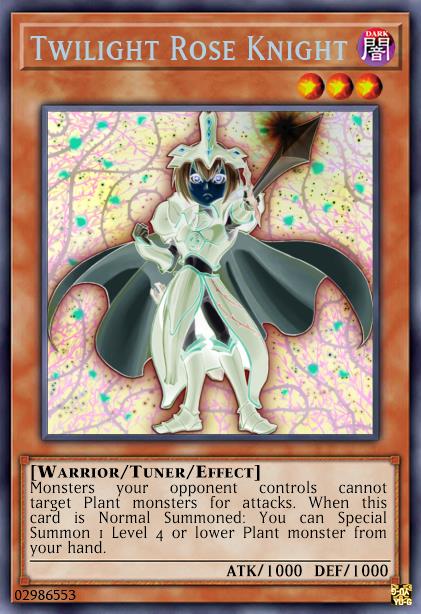 Twilight Rose Knight
DARK
闇
[Warrior/Tuner/Effect]
Monsters your opponent controls cannot
target Plant monsters for attacks. When this
card is Normal Summoned: You can Special
Summon 1 Level 4 or lower Plant monster from
your hand.
ATK/1000 DEF/1000
02986553